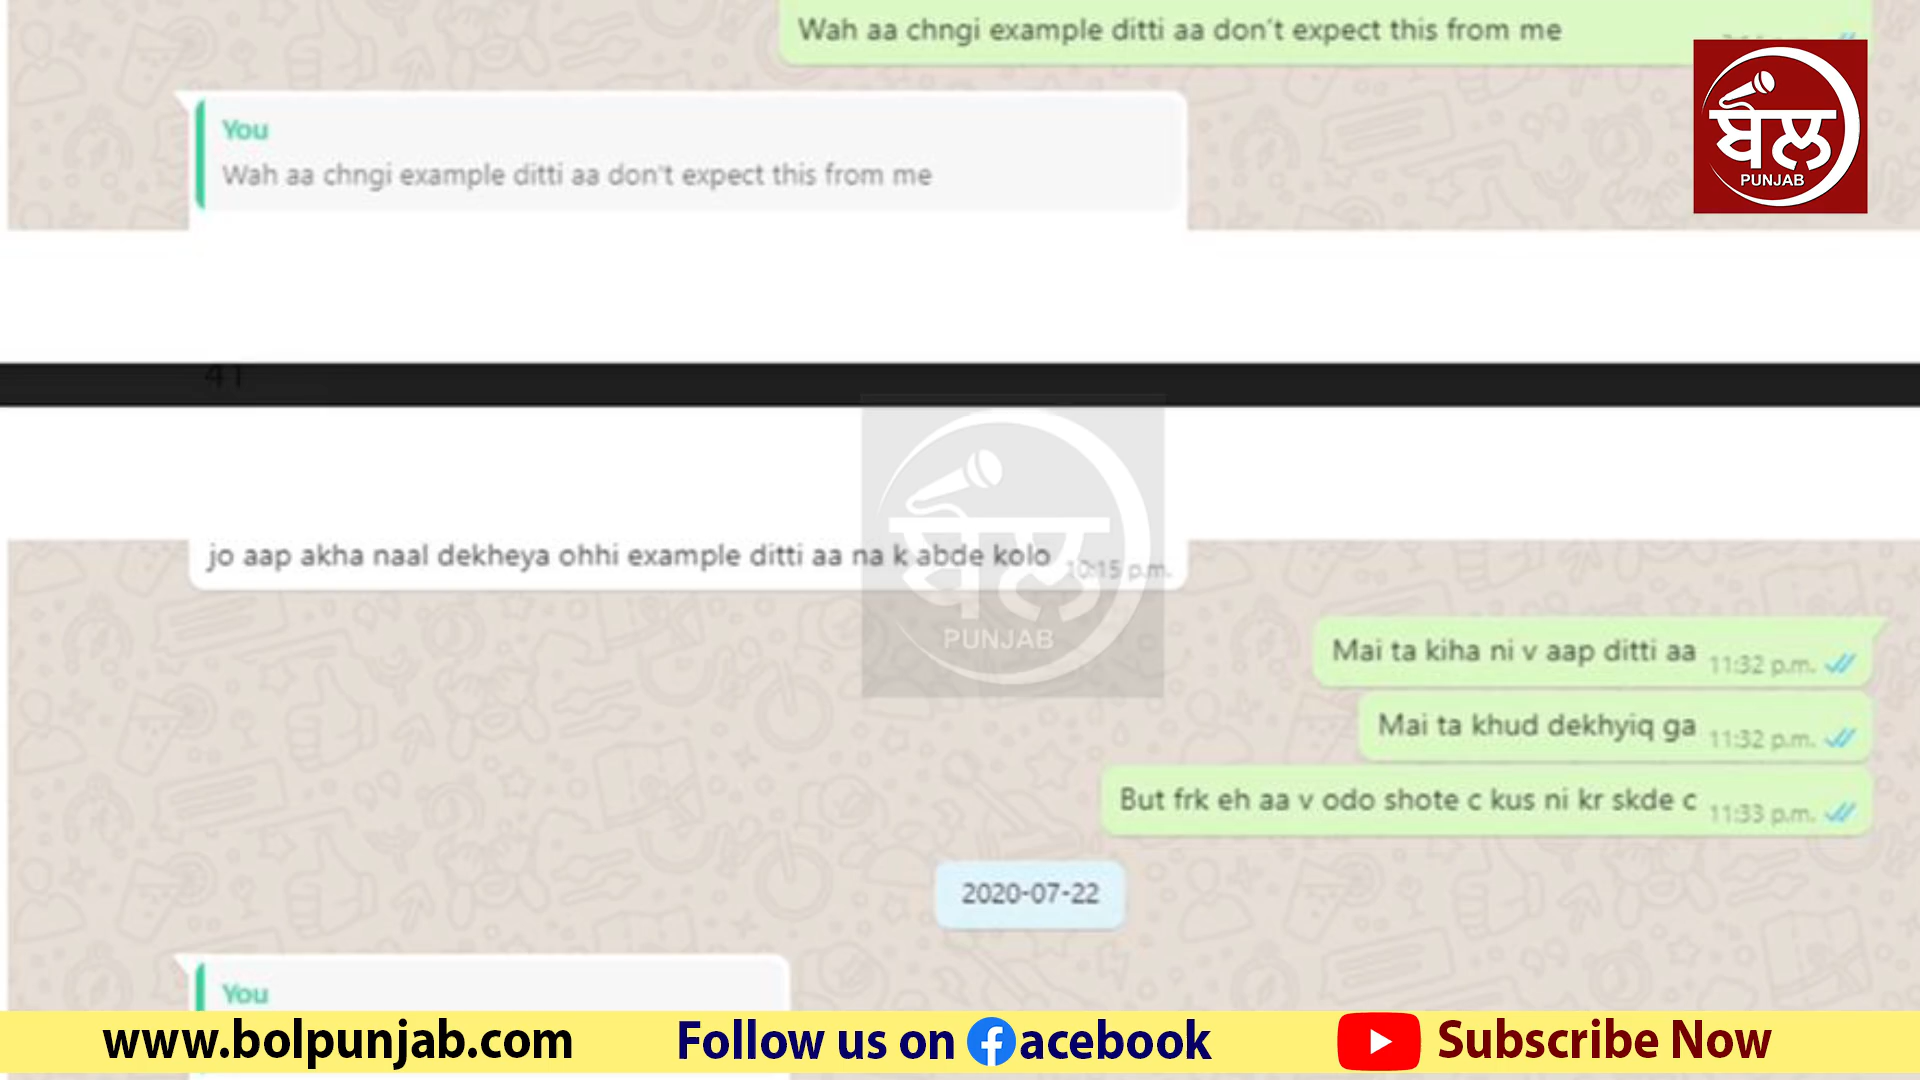 Wah aa chngi example ditti aa don't expect this from me
ਬੋਲ
PUNJAB
You
Wah aa chngi example ditti aa don't expect this from me
41
jo aap akha naal dekheya ohhi example ditti aa na k abde kolo 10:15 p.m.
ਬੋਲ
PUNJAB
Mai ta kiha ni v aap ditti aa 11:32 p.m.
Mai ta khud dekhyiq ga 11:32 p.m.
But frk eh aa v odo shote c kus ni kr skde c 11:33 p.m.
2020-07-22
You
www.bolpunjab.com Follow us on facebook Subscribe Now